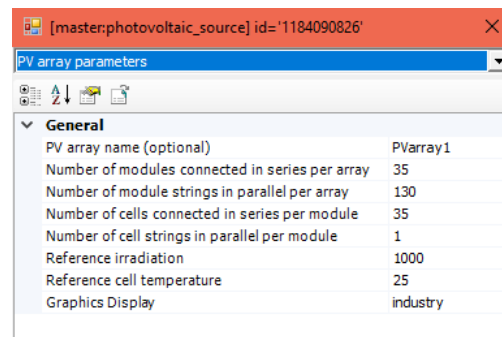 [master:photovoltaic_source] id='1184090826'
PV array parameters
General
PV array name (optional) PVarray1
Number of modules connected in series per array 35
Number of module strings in parallel per array 130
Number of cells connected in series per module 35
Number of cell strings in parallel per module 1
Reference irradiation 1000
Reference cell temperature 25
Graphics Display industry